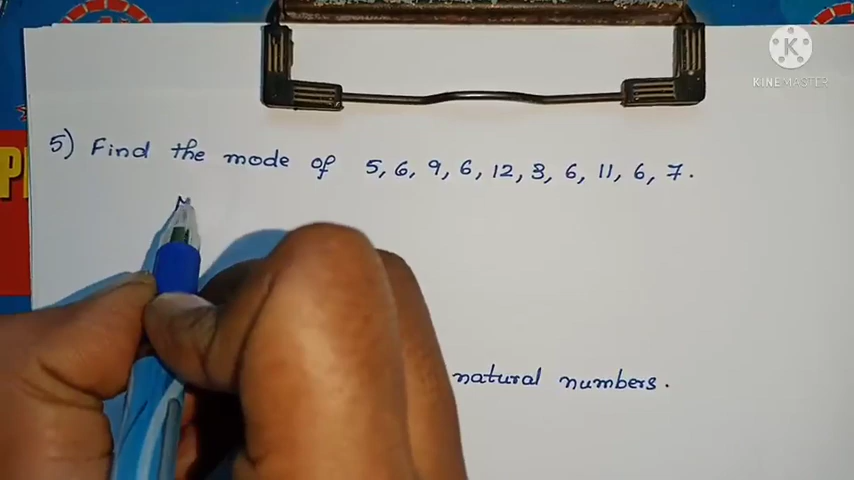 KINEMASTER
5) Find the mode of 5, 6, 9, 6, 12, 3, 6, 11, 6, 7.
natural numbers.